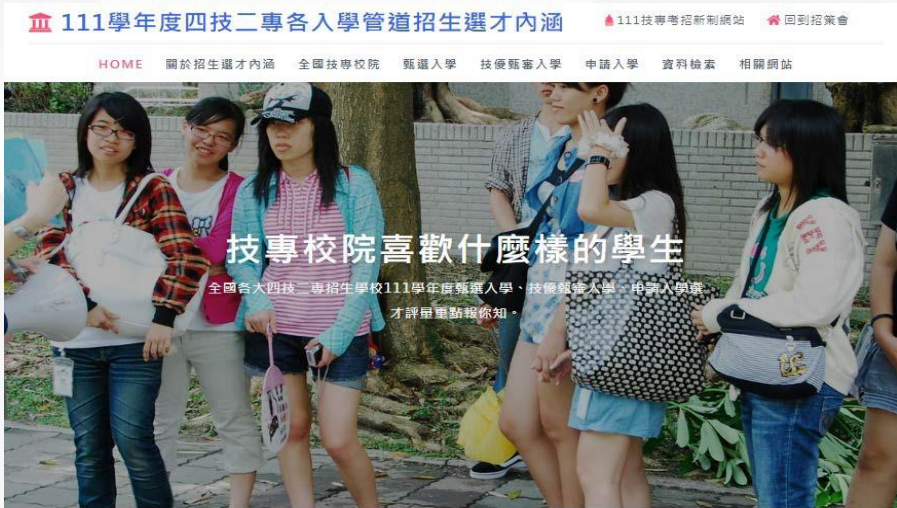 111學年度四技二專各入學管道招生選才內涵
111技專考招新制網站 回到招策會
HOME 關於招生選才內涵 全國技專校院 甄選入學 技優甄審入學 申請入學 資料檢索 相關網站
技專校院喜歡什麼樣的學生
全國各大四技二專招生學校111學年度甄選入學、技優甄審入學、申請入學選
才評量重點報你知。